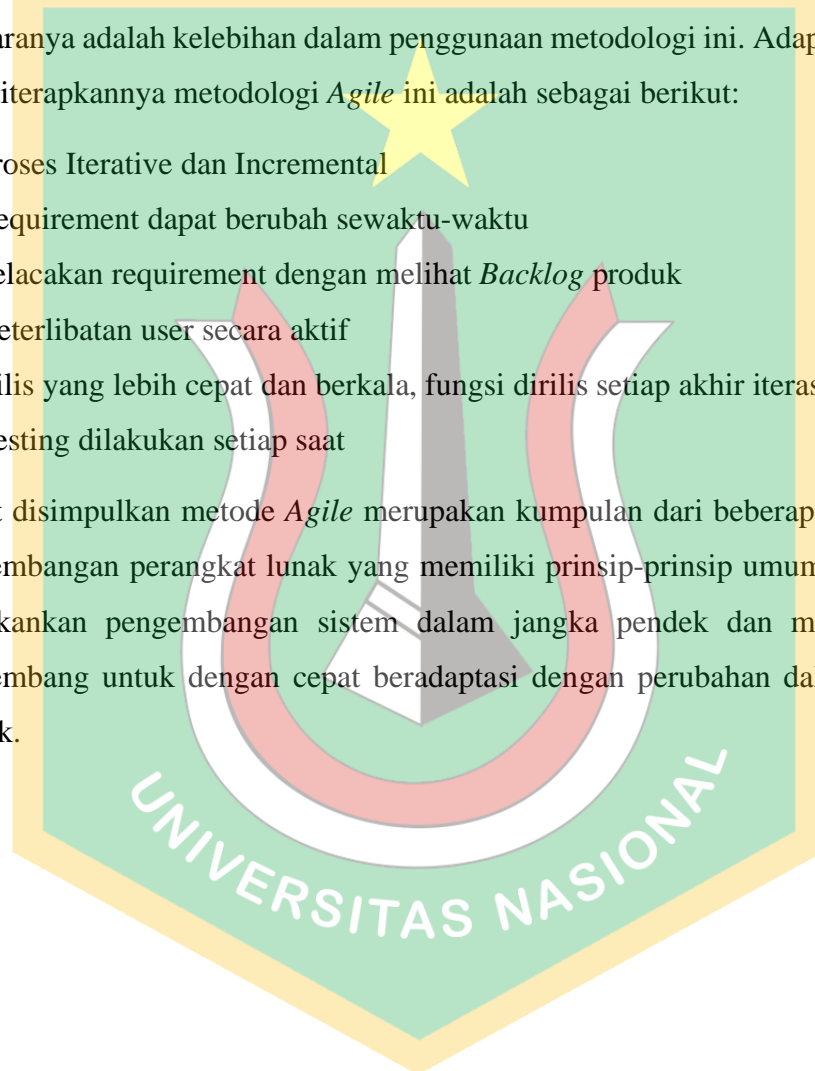 aranya adalah kelebihan dalam penggunaan metodologi ini. Adap
iterapkannya metodologi Agile ini adalah sebagai berikut:
roses Iterative dan Incremental
equirement dapat berubah sewaktu-waktu
elacakan requirement dengan melihat Backlog produk
eterlibatan user secara aktif
ilis yang lebih cepat dan berkala, fungsi dirilis setiap akhir iteras
esting dilakukan setiap saat
t disimpulkan metode Agile merupakan kumpulan dari beberap
embangan perangkat lunak yang memiliki prinsip-prinsip umum
kankan pengembangan sistem dalam jangka pendek dan m
embang untuk dengan cepat beradaptasi dengan perubahan dal
k.
UNIVERSITAS NASIONAL